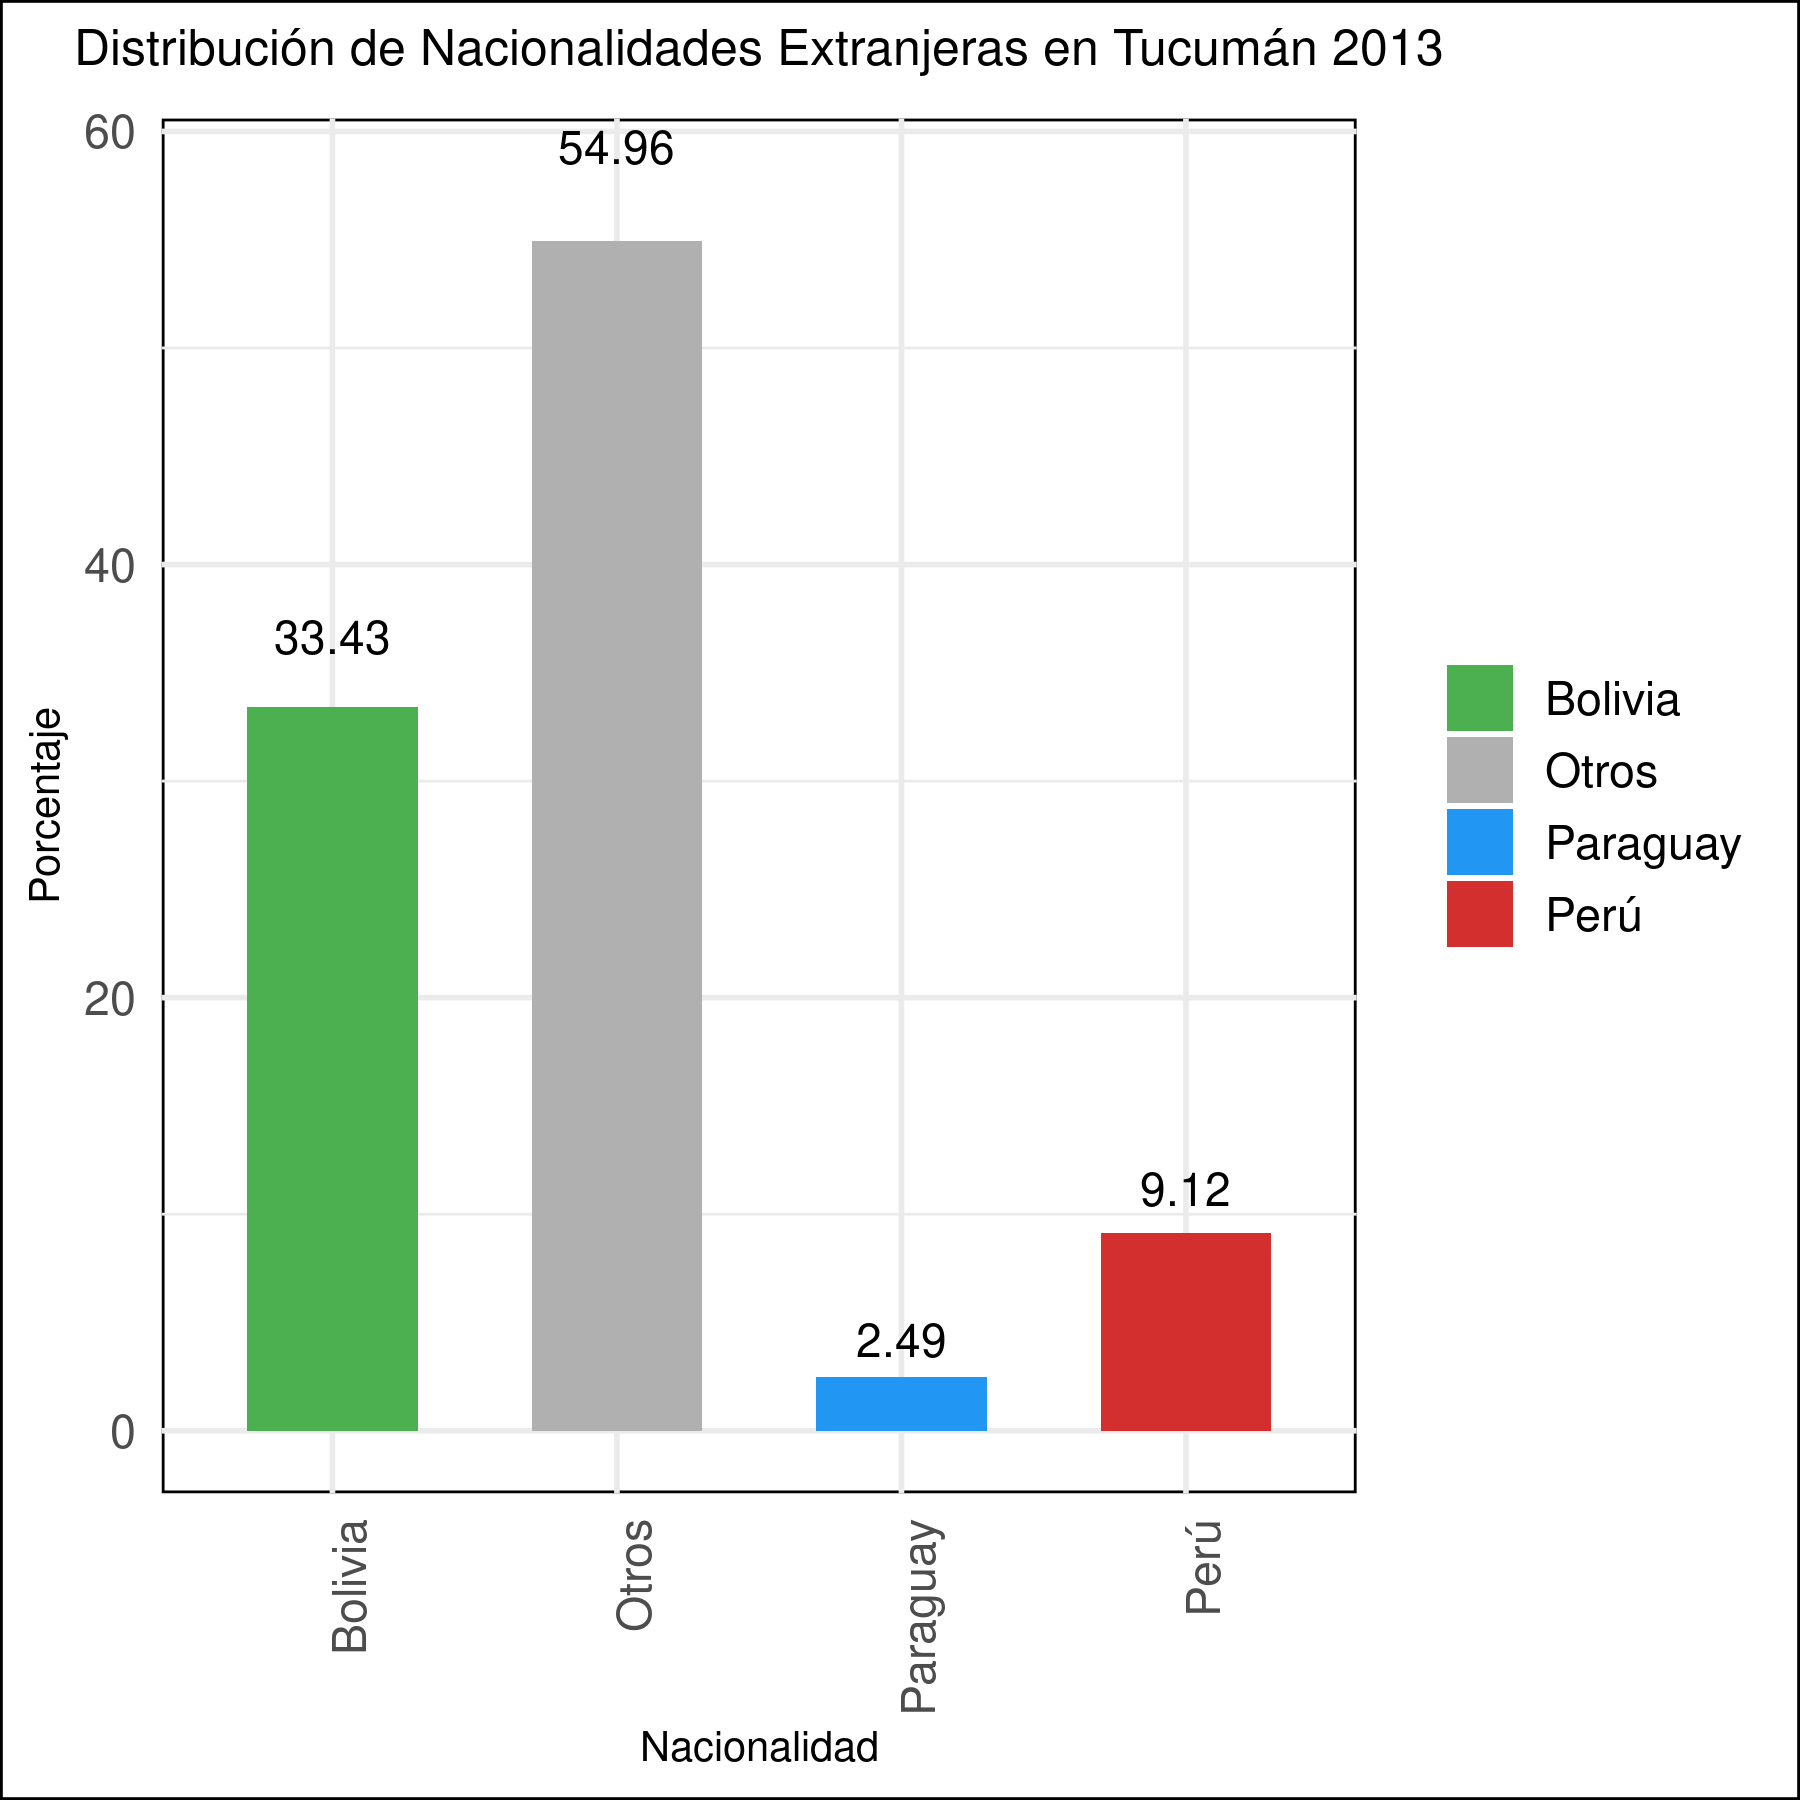 Distribución de Nacionalidades Extranjeras en Tucumán 2013
Porcentaje
60
40
20
0
54.96
33.43
9.12
2.49
Bolivia
Otros
Paraguay
Perú
Nacionalidad
Bolivia
Otros
Paraguay
Perú